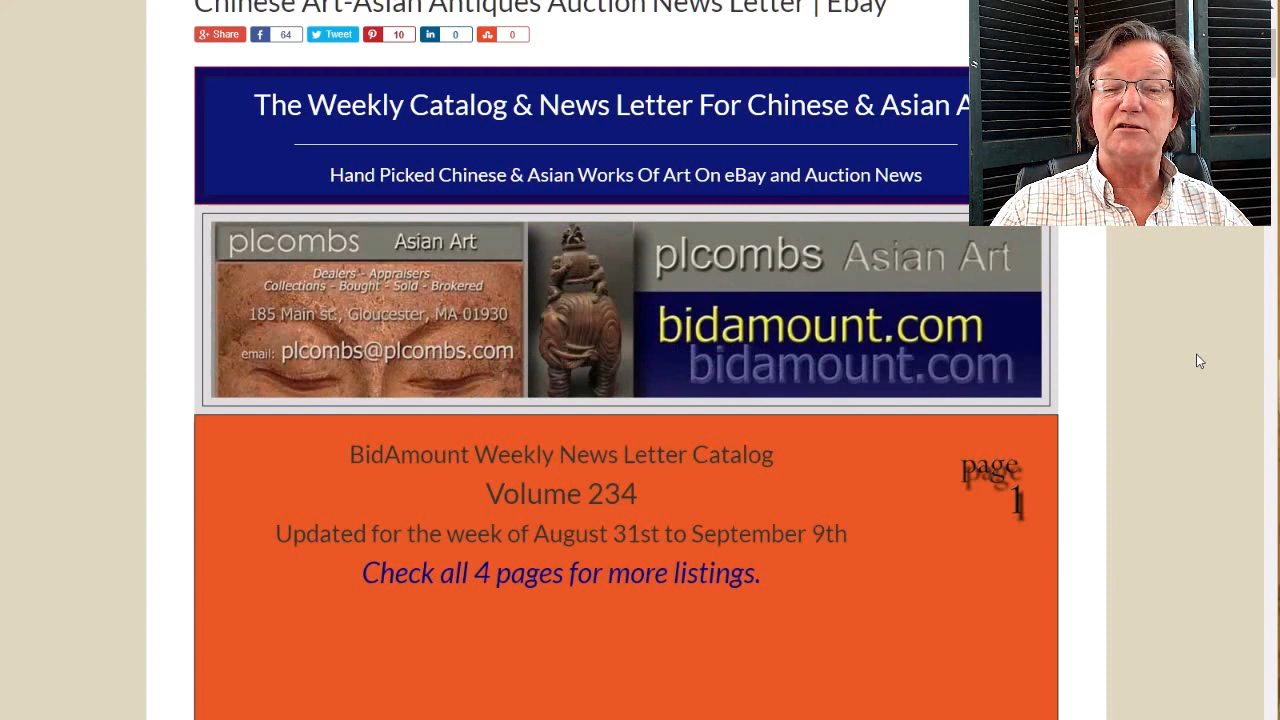 Chinese Art-Asian Antiques Auction News Letter | Ebay
Share
64
Tweet
10
0
0
The Weekly Catalog & News Letter For Chinese & Asian A
Hand Picked Chinese & Asian Works Of Art On eBay and Auction News
plcombs Asian Art
Dealers - Appraisers
Collections - Bought - Sold - Brokered
185 Main st., Gloucester, MA 01930
email: plcombs@plcombs.com
plcombs Asian Art
bidamount.com
bidamount.com
BidAmount Weekly News Letter Catalog
Volume 234
Updated for the week of August 31st to September 9th
Check all 4 pages for more listings.
page
1